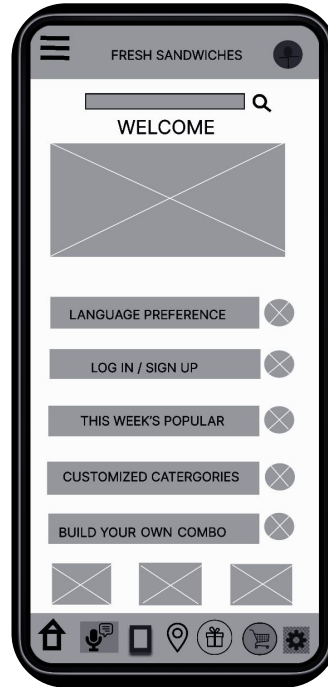 FRESH SANDWICHES
WELCOME
LANGUAGE PREFERENCE
LOG IN / SIGN UP
THIS WEEK'S POPULAR
CUSTOMIZED CATERGORIES
BUILD YOUR OWN COMBO